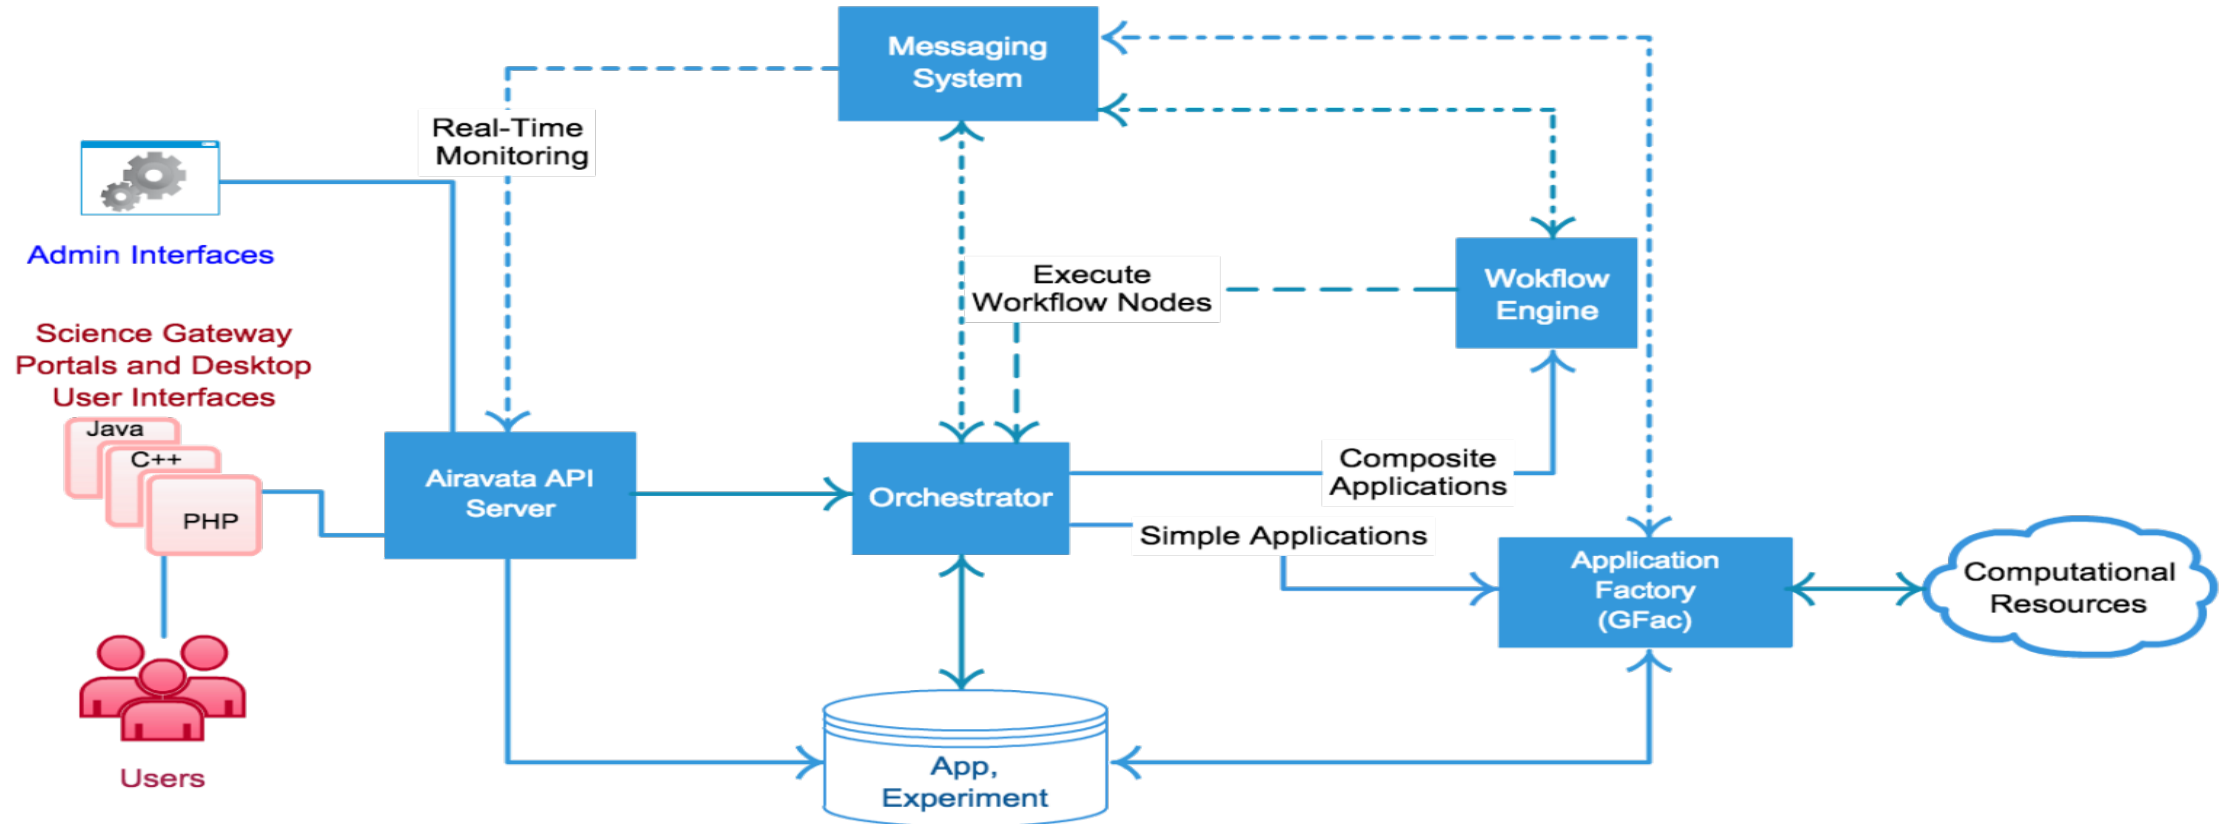 Messaging
System
Real-Time
Monitoring
Admin Interfaces
Execute
Workflow Nodes
Wokflow
Engine
Science Gateway
Portals and Desktop
User Interfaces
Java
C++
PHP
Airavata API
Server
Orchestrator
Composite
Applications
Simple Applications
Application
Factory
(GFac)
Computational
Resources
Users
App,
Experiment